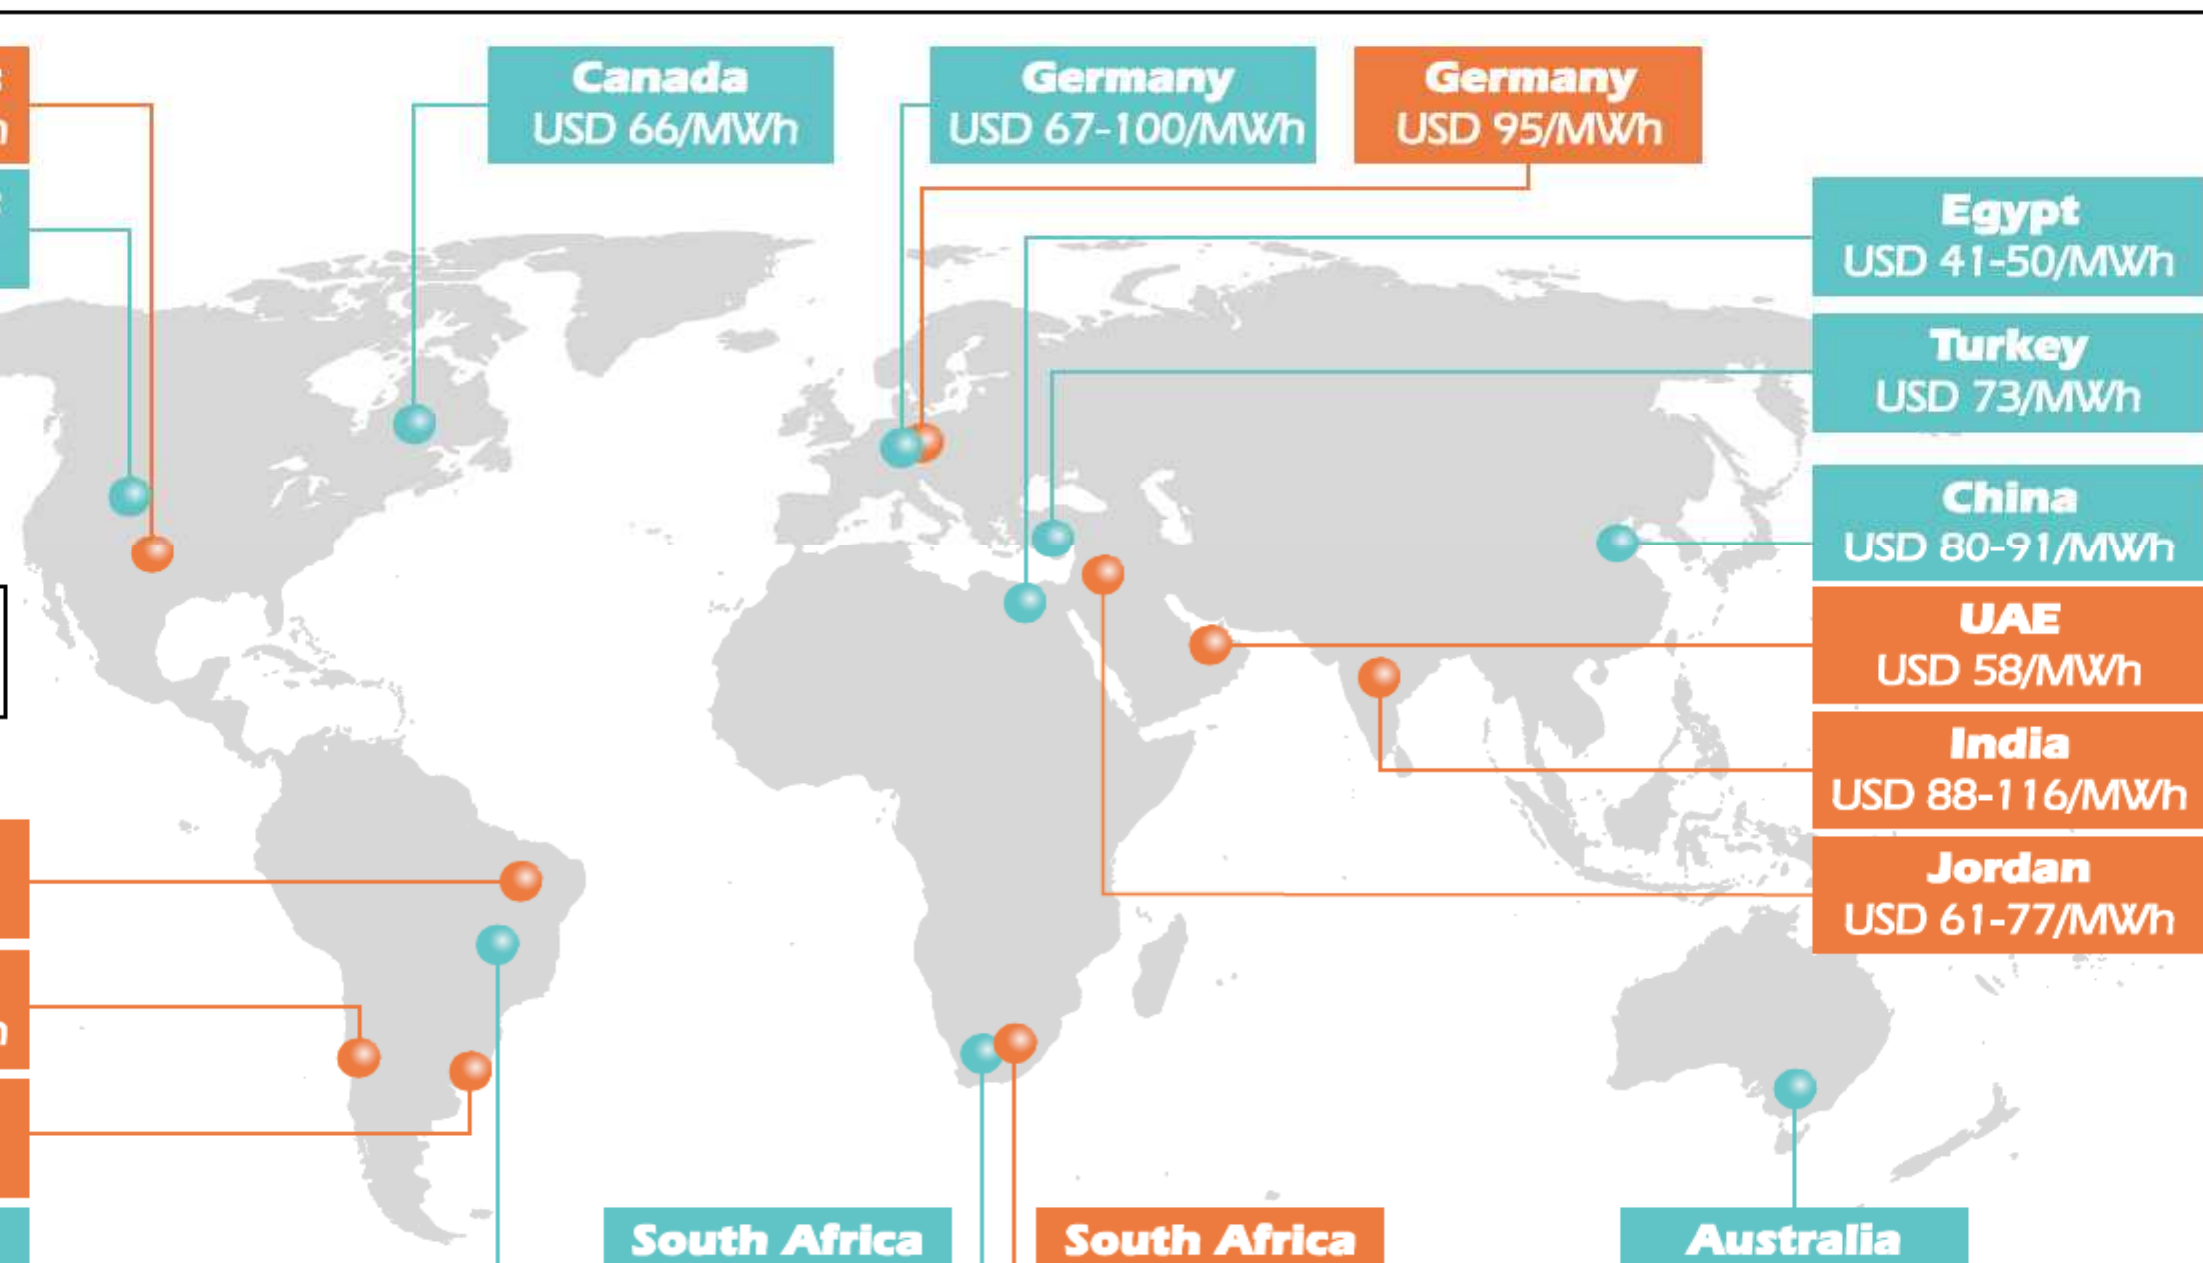 Canada
USD 66/MWh
Germany
USD 67-100/MWh
Germany
USD 95/MWh
Egypt
USD 41-50/MWh
Turkey
USD 73/MWh
China
USD 80-91/MWh
UAE
USD 58/MWh
India
USD 88-116/MWh
Jordan
USD 61-77/MWh
South Africa
South Africa
Australia